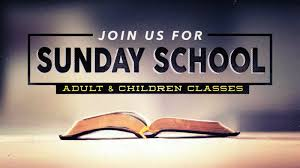 JOIN US FOR
SUNDAY SCHOOL
ADULT & CHILDREN CLASSES